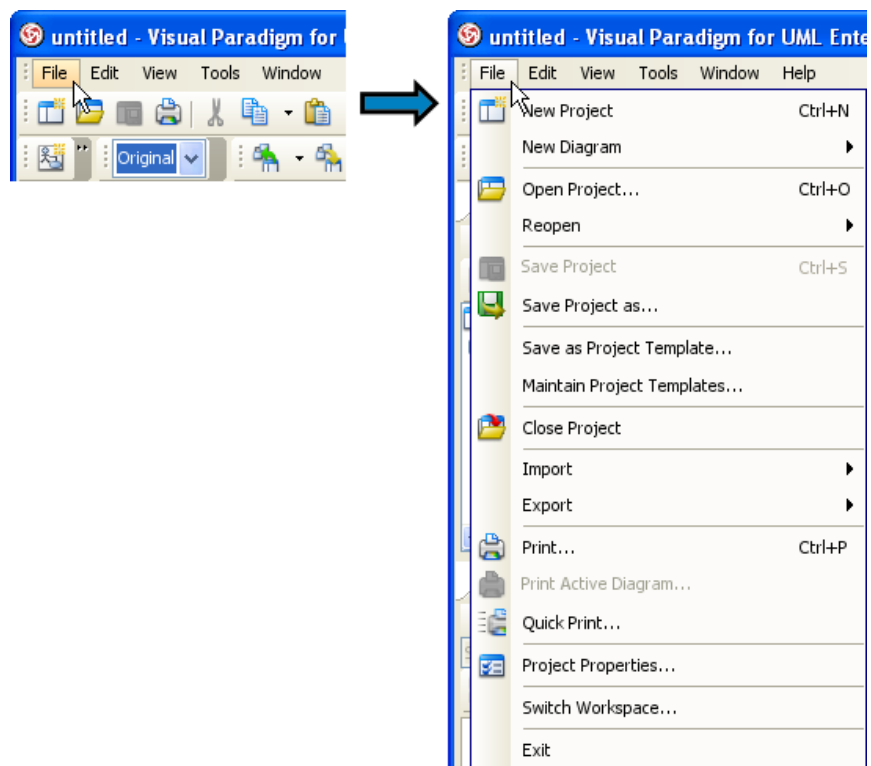 untitled - Visual Paradigm for
File Edit View Tools Window
Original
untitled - Visual Paradigm for UML Ente
File Edit View Tools Window Help
New Project Ctrl+N
New Diagram
Open Project... Ctrl+O
Reopen
Save Project Ctrl+S
Save Project as...
Save as Project Template...
Maintain Project Templates...
Close Project
Import
Export
Print... Ctrl+P
Print Active Diagram...
Quick Print...
Project Properties...
Switch Workspace...
Exit